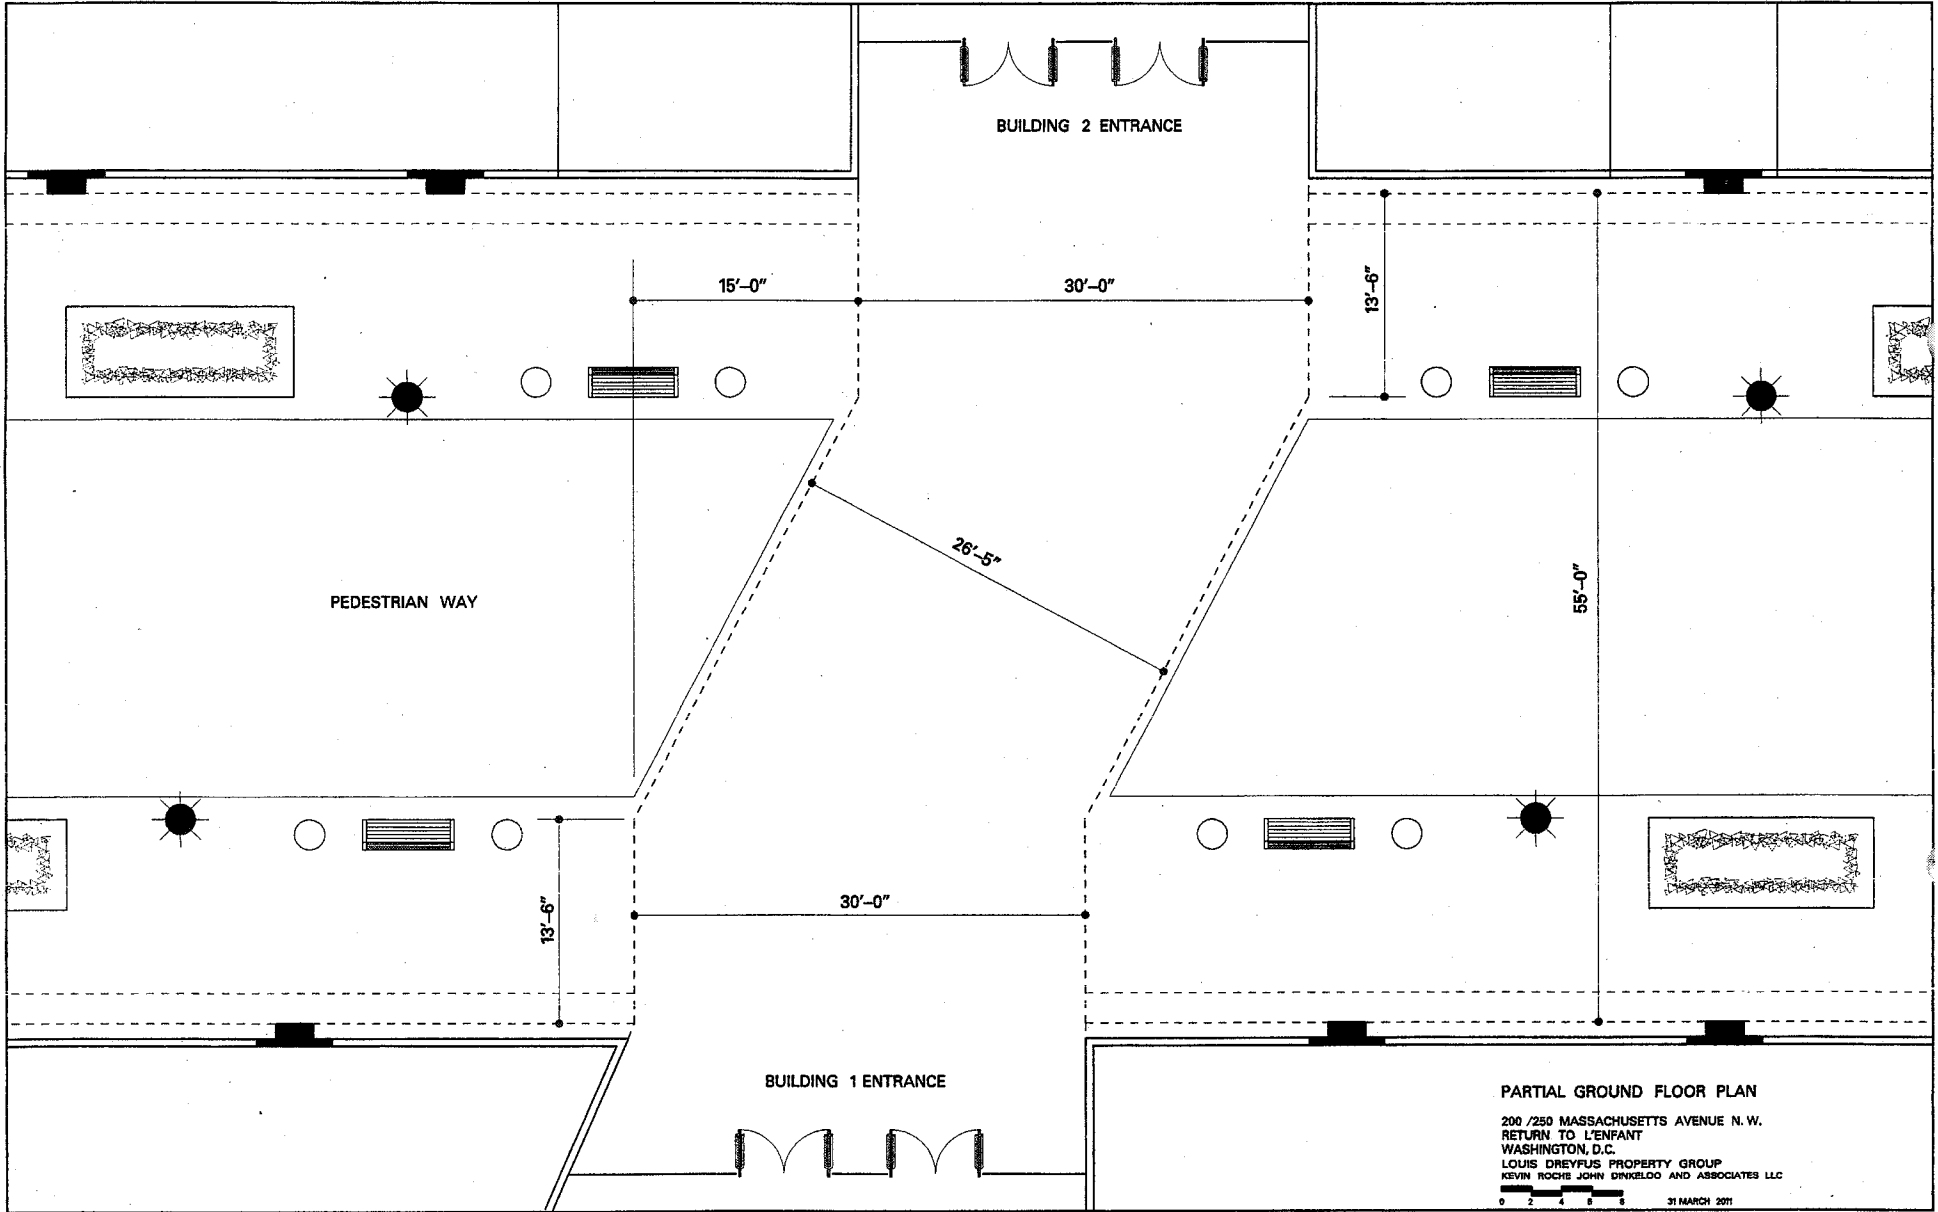 BUILDING 2 ENTRANCE
15'–0"
30'–0"
13'–6"
26'–5"
55'–0"
PEDESTRIAN WAY
13'–6"
30'–0"
BUILDING 1 ENTRANCE
PARTIAL GROUND FLOOR PLAN
200 /250 MASSACHUSETTS AVENUE N. W.
RETURN TO L'ENFANT
WASHINGTON, D.C.
LOUIS DREYFUS PROPERTY GROUP
KEVIN ROCHE JOHN DINKELOO AND ASSOCIATES LLC
0 2 4 6 8
31 MARCH 2011